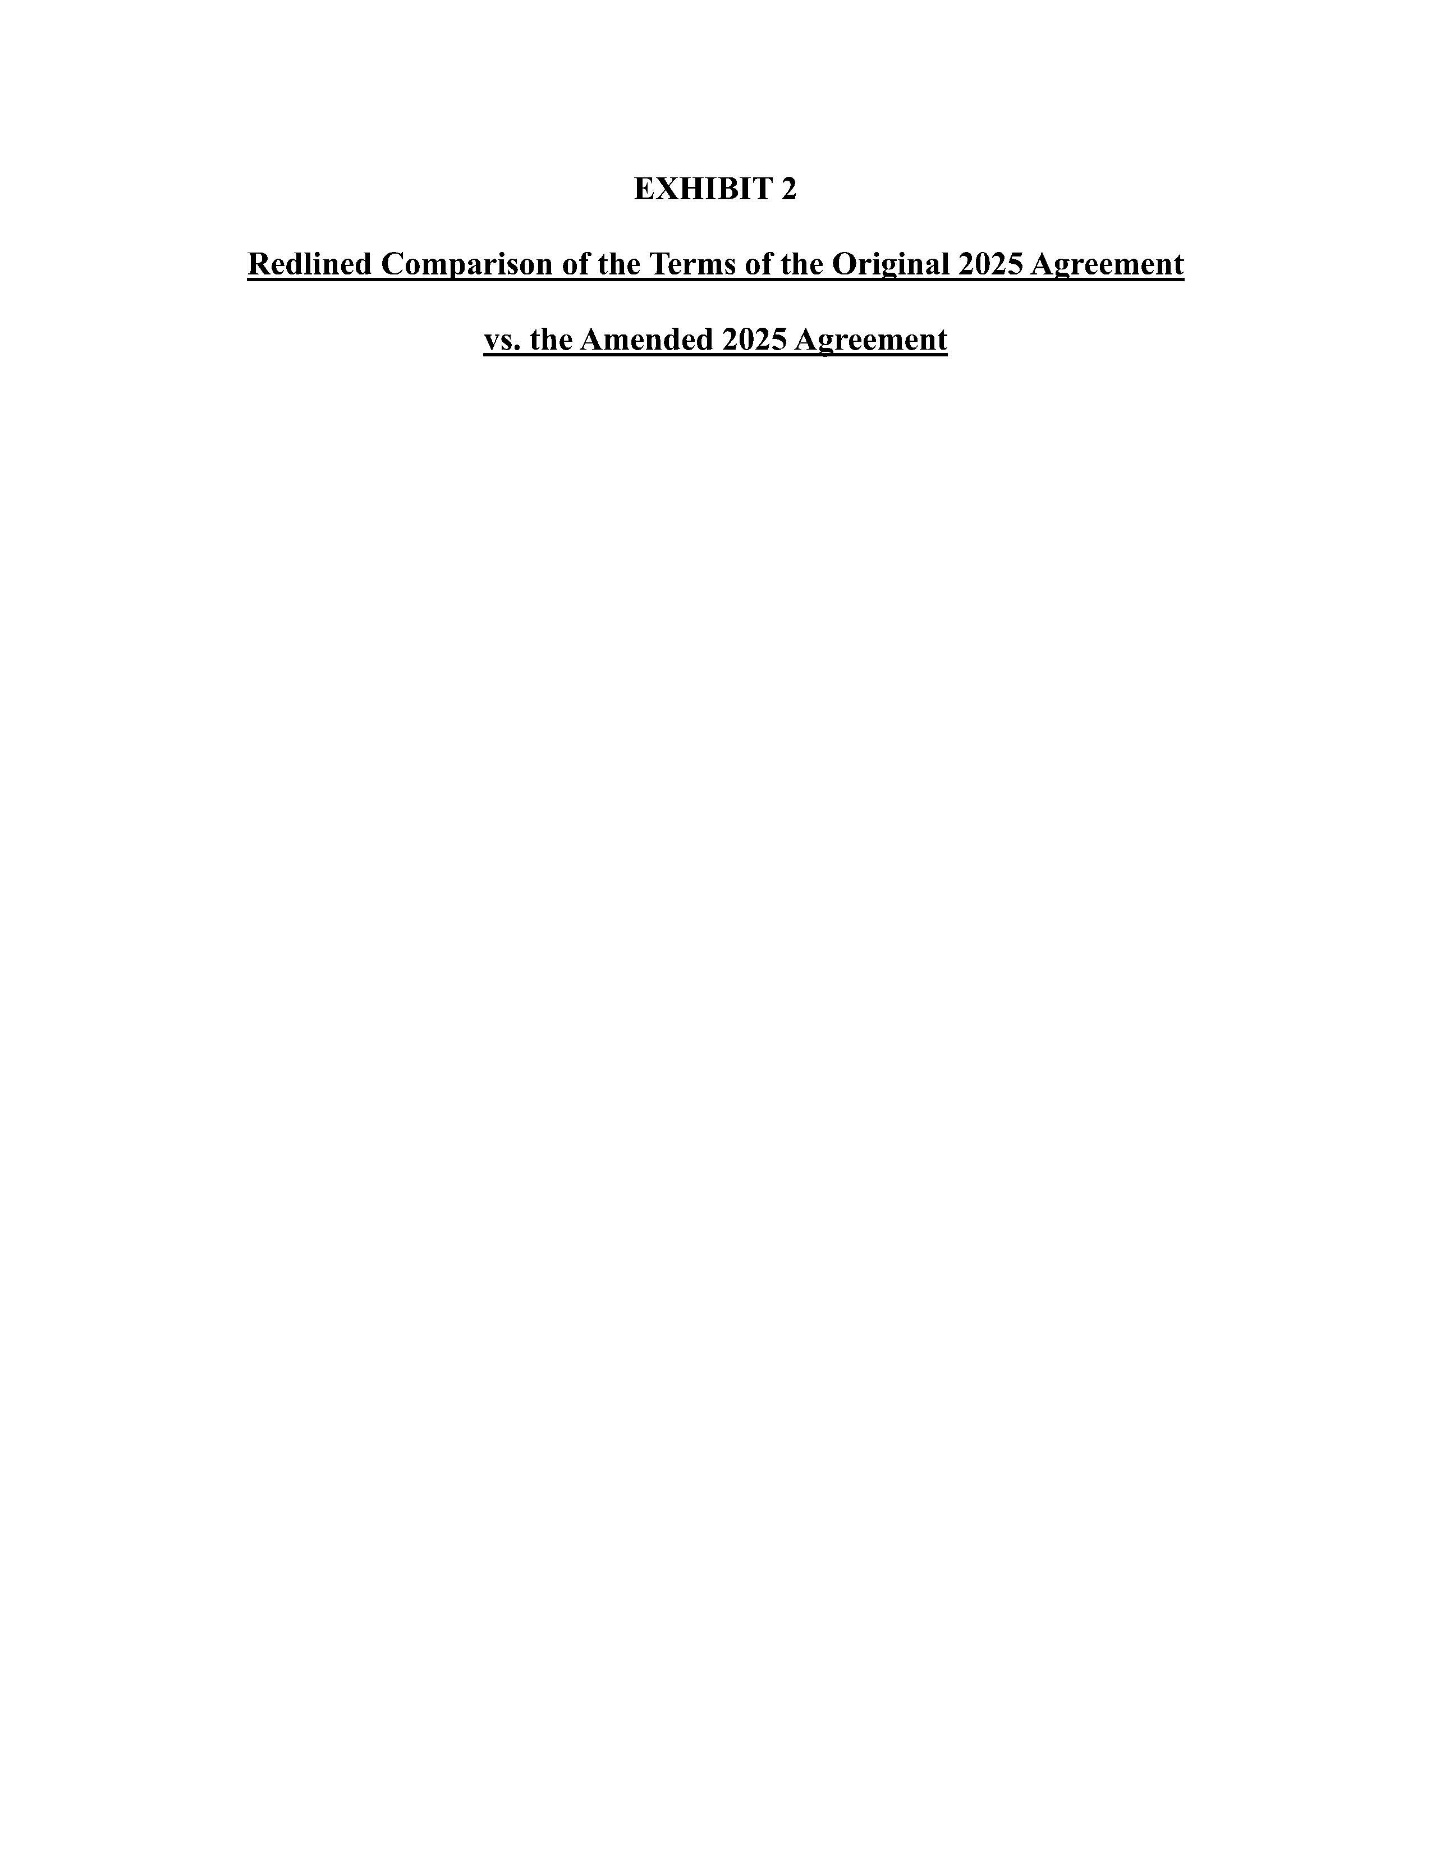 EXHIBIT 2
Redlined Comparison of the Terms of the Original 2025 Agreement
vs. the Amended 2025 Agreement